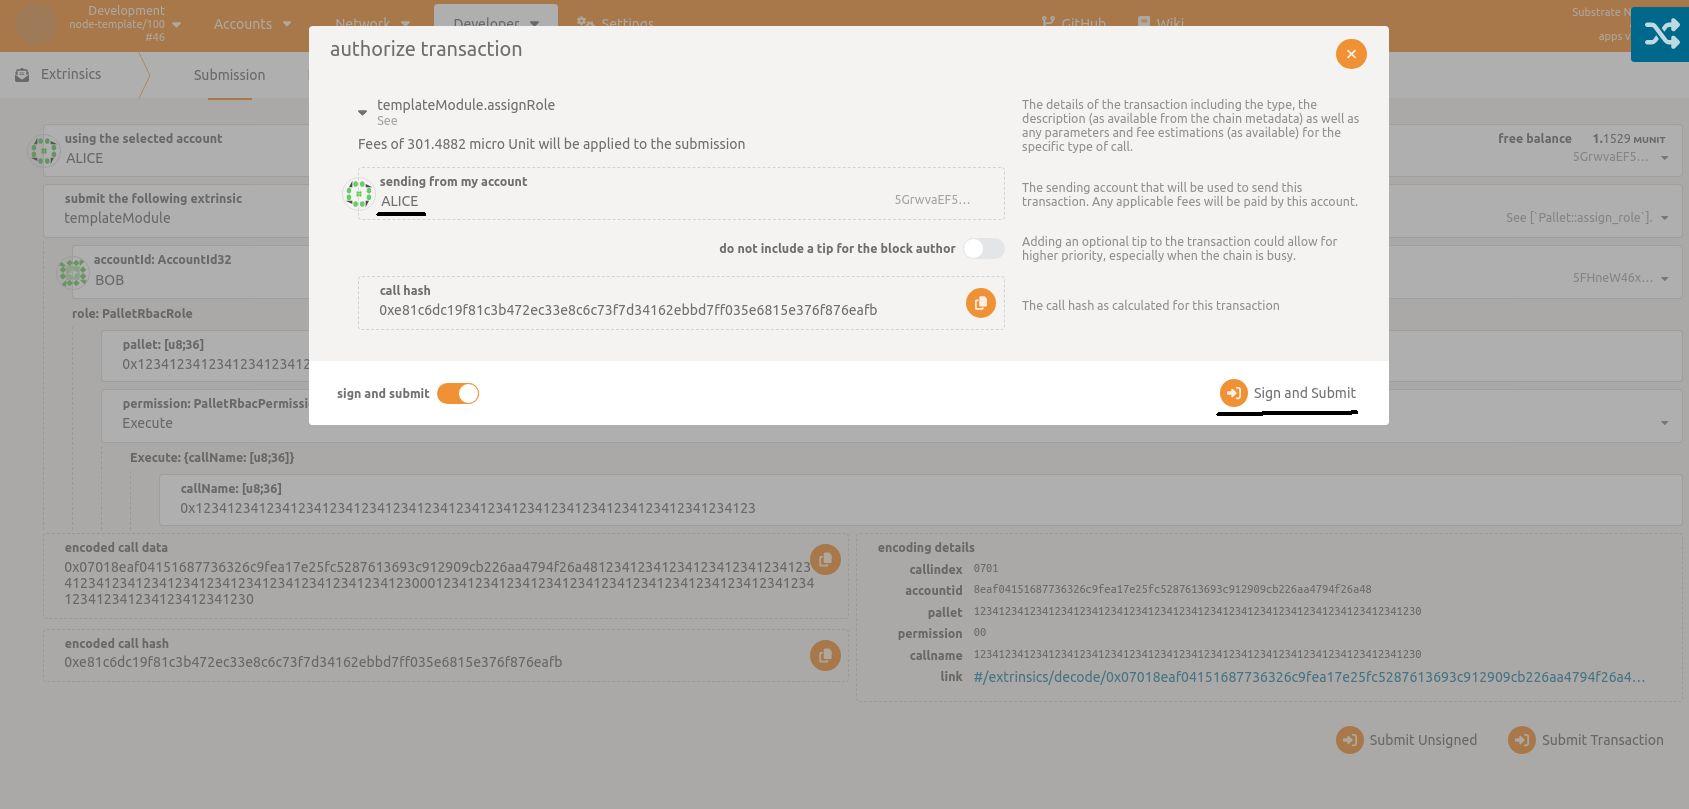 Development
node-template/100
#46
Accounts
Network
Developer
Settings
GitHub
Wiki
apps
Extrinsics
Submission
authorize transaction
templateModule.assignRole
See
Fees of 301.4882 micro Unit will be applied to the submission
The details of the transaction including the type, the
description (as available from the chain metadata) as well as
any parameters and fee estimations (as available) for the
specific type of call.
sending from my account
ALICE
5GrwvaEF5...
The sending account that will be used to send this
transaction. Any applicable fees will be paid by this account.
do not include a tip for the block author
Adding an optional tip to the transaction could allow for
higher priority, especially when the chain is busy.
call hash
0xe81c6dc19f81c3b472ec33e8c6c73f7d34162ebbd7ff035e6815e376f876eafb
The call hash as calculated for this transaction
sign and submit
Sign and Submit
using the selected account
ALICE
free balance 1.1529 MUNIT
5GrwvaEF5...
submit the following extrinsic
templateModule
See [`Pallet::assign_role`].
accountId: AccountId32
BOB
5FHneW46x...
role: PalletRbacRole
pallet: [u8;36]
0x1234123412341234123412
permission: PalletRbacPermissi
Execute
Execute: {callName: [u8;36]}
callName: [u8;36]
0x123412341234123412341234123412341234123412341234123412341234123412341234123
encoded call data
0x07018eaf04151687736326c9fea17e25fc5287613693c912909cb226aa4794f26a48123412341234123412341234123
encoded call hash
0xe81c6dc19f81c3b472ec33e8c6c73f7d34162ebbd7ff035e6815e376f876eafb
encoding details
callindex 0701
accountid 8eaf04151687736326c9fea17e25fc5287613693c912909cb226aa4794f26a48
pallet 123412341234123412341234123412341234123412341234123412341234123412341230
permission 00
callname 123412341234123412341234123412341234123412341234123412341234123412341230
link #/extrinsics/decode/0x07018eaf04151687736326c9fea17e25fc5287613693c912909cb226aa4794f26a4...
Submit Unsigned
Submit Transaction